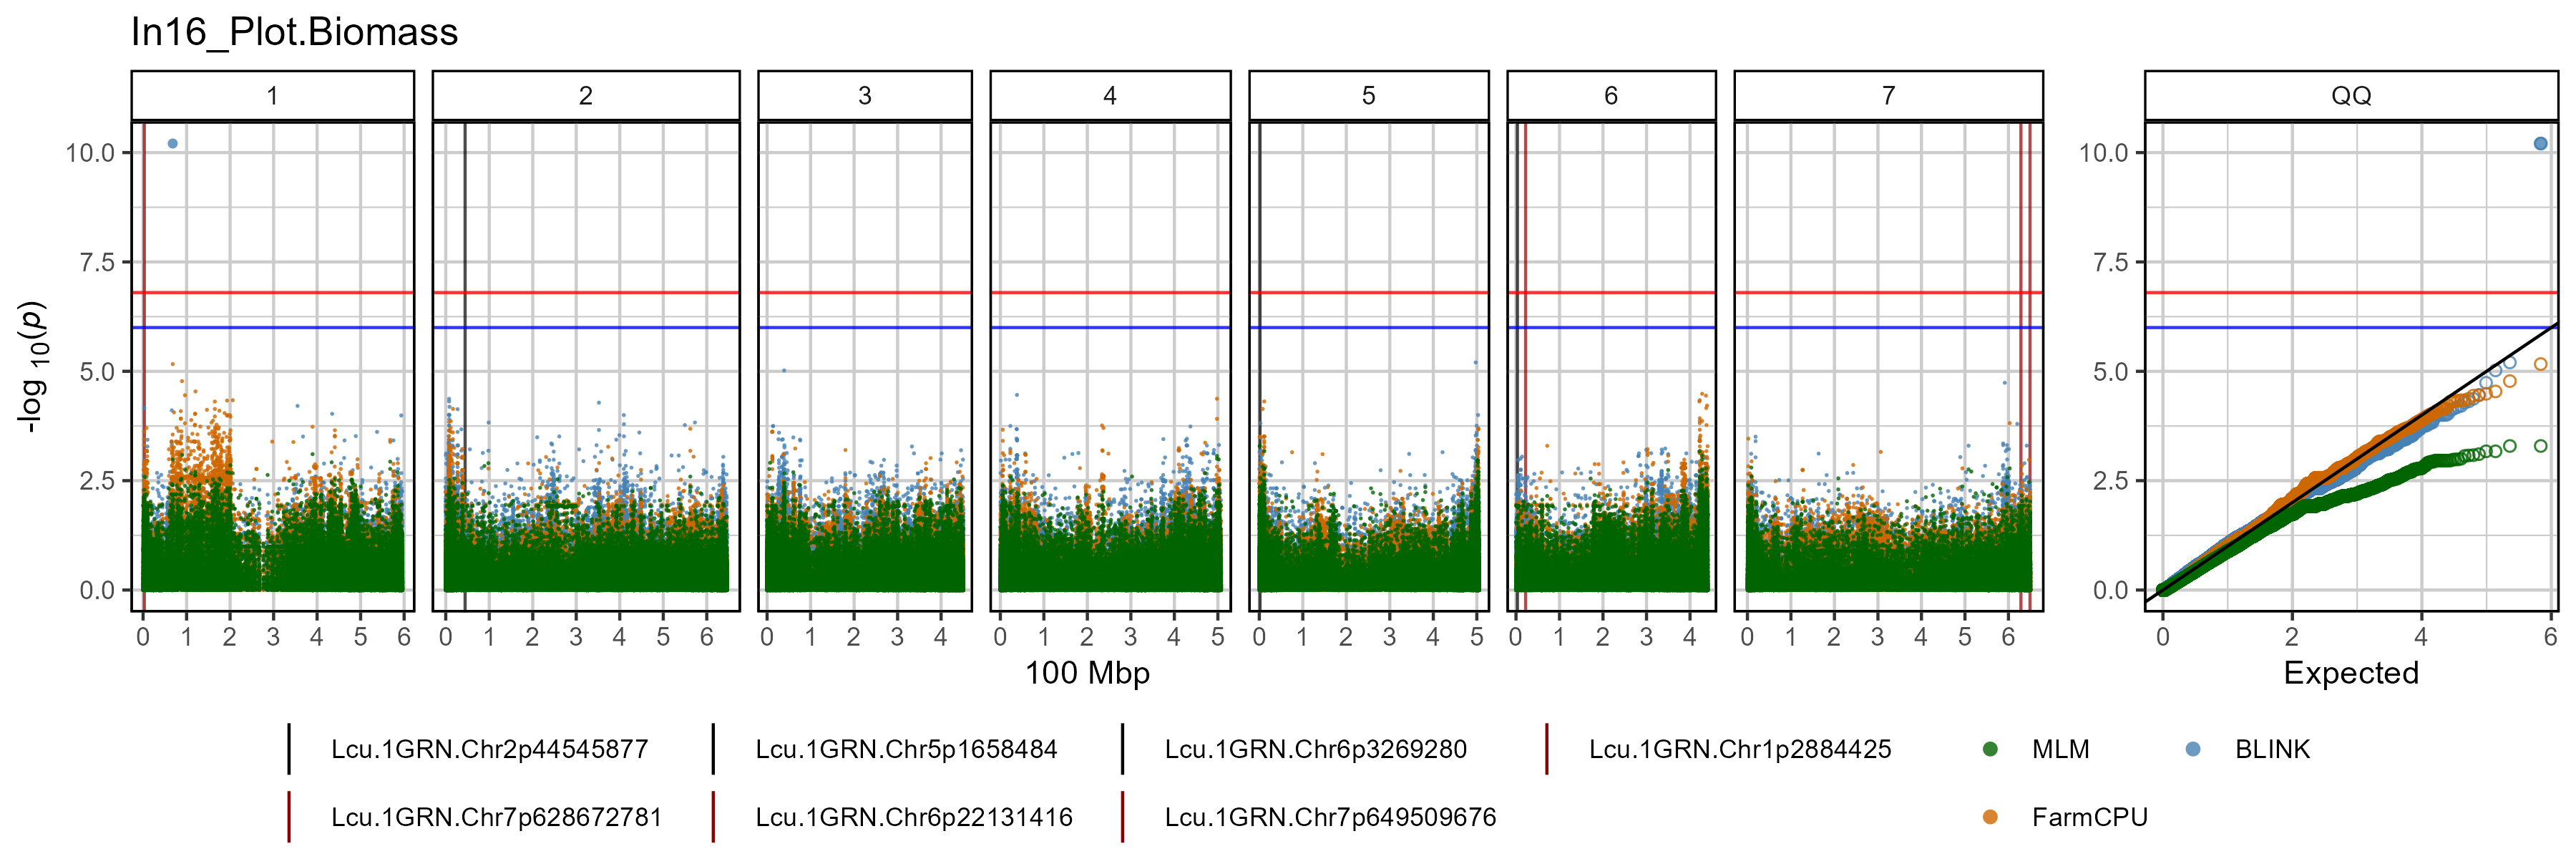 In16_Plot.Biomass
1 2 3 4 5 6 7 QQ
10.0 10.0
7.5 7.5
5.0 5.0
2.5 2.5
0.0 0.0
-log 10(p)
0 1 2 3 4 5 6 0 1 2 3 4 5 6 0 1 2 3 4 0 1 2 3 4 5 0 1 2 3 4 5 0 1 2 3 4 0 1 2 3 4 5 6 0 2 4 6
100 Mbp Expected
Lcu.1GRN.Chr2p44545877 Lcu.1GRN.Chr5p1658484 Lcu.1GRN.Chr6p3269280 Lcu.1GRN.Chr1p2884425 MLM BLINK
Lcu.1GRN.Chr7p628672781 Lcu.1GRN.Chr6p22131416 Lcu.1GRN.Chr7p649509676 FarmCPU